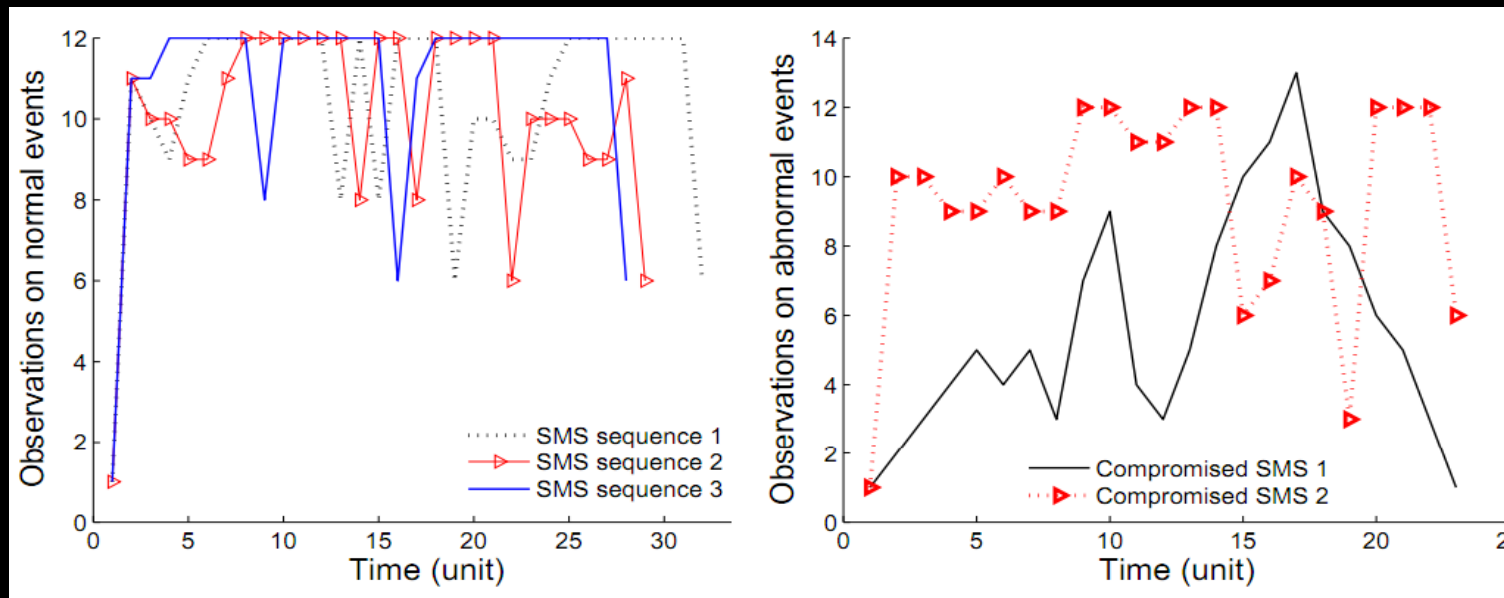 Observations on normal events
12
10
8
6
4
2
0
0 5 10 15 20 25 30
Time (unit)
SMS sequence 1
SMS sequence 2
SMS sequence 3
Observations on abnormal events
14
12
10
8
6
4
2
0
0 5 10 15 20
Time (unit)
Compromised SMS 1
Compromised SMS 2